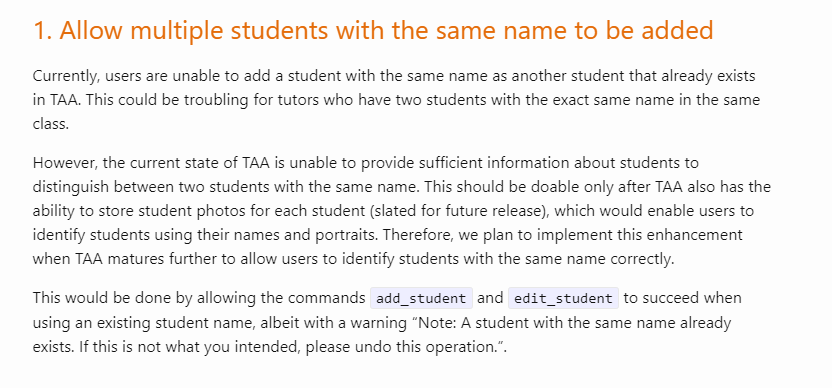 1. Allow multiple students with the same name to be added
Currently, users are unable to add a student with the same name as another student that already exists
in TAA. This could be troubling for tutors who have two students with the exact same name in the same
class.
However, the current state of TAA is unable to provide sufficient information about students to
distinguish between two students with the same name. This should be doable only after TAA also has the
ability to store student photos for each student (slated for future release), which would enable users to
identify students using their names and portraits. Therefore, we plan to implement this enhancement
when TAA matures further to allow users to identify students with the same name correctly.
This would be done by allowing the commands add_student and edit_student to succeed when
using an existing student name, albeit with a warning “Note: A student with the same name already
exists. If this is not what you intended, please undo this operation.”.